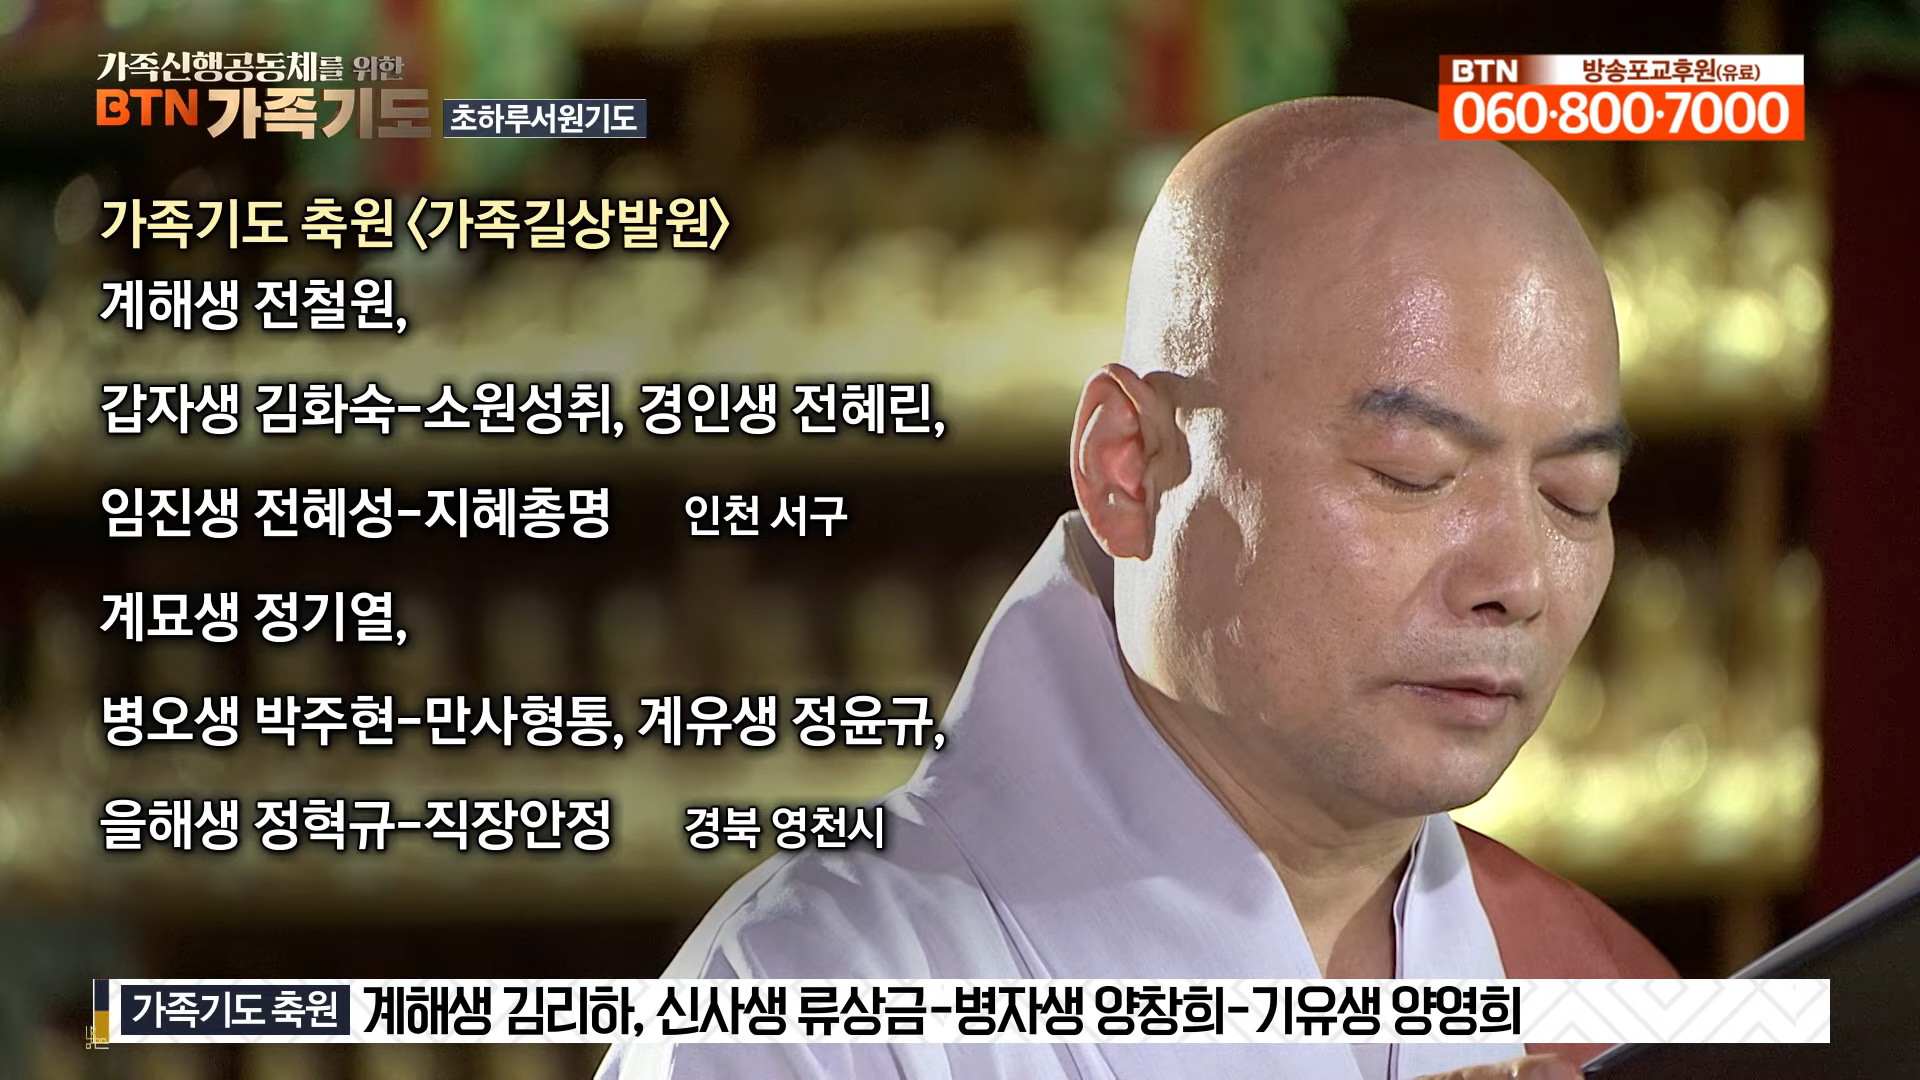 가족신행공동체를 위한
BTN 가족기도 초하루서원기도
BTN 방송포교후원(유료)
060·800·7000
가족기도 축원 〈가족길상발원〉
계해생 전철원,
갑자생 김화숙-소원성취, 경인생 전혜린,
임진생 전혜성-지혜총명 인천 서구
계묘생 정기열,
병오생 박주현-만사형통, 계유생 정윤규,
을해생 정혁규-직장안정 경북 영천시
가족기도 축원 계해생 김리하, 신사생 류상금-병자생 양창희-기유생 양영희